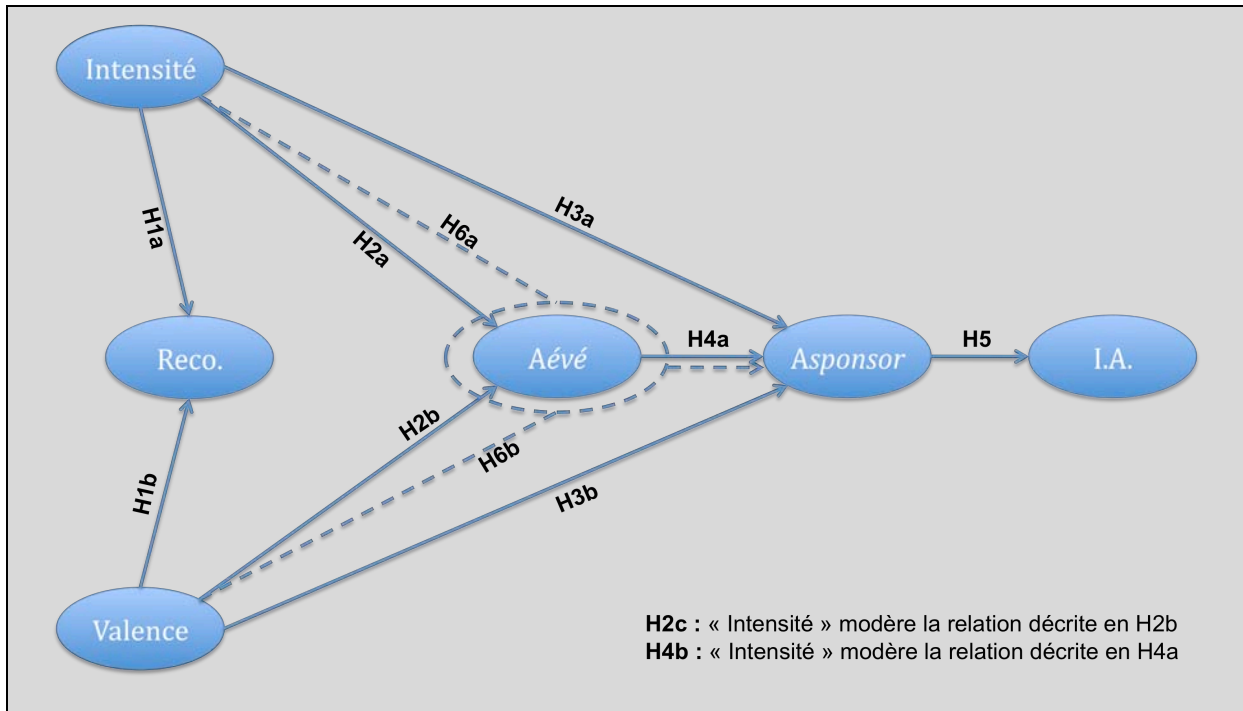 Intensité
H1a
H2a
H6a
H3a
Reco.
Aévé
H4a
Asponsor
H5
I.A.
H1b
H2b
H6b
H3b
Valence
H2c : « Intensité » modère la relation décrite en H2b
H4b : « Intensité » modère la relation décrite en H4a